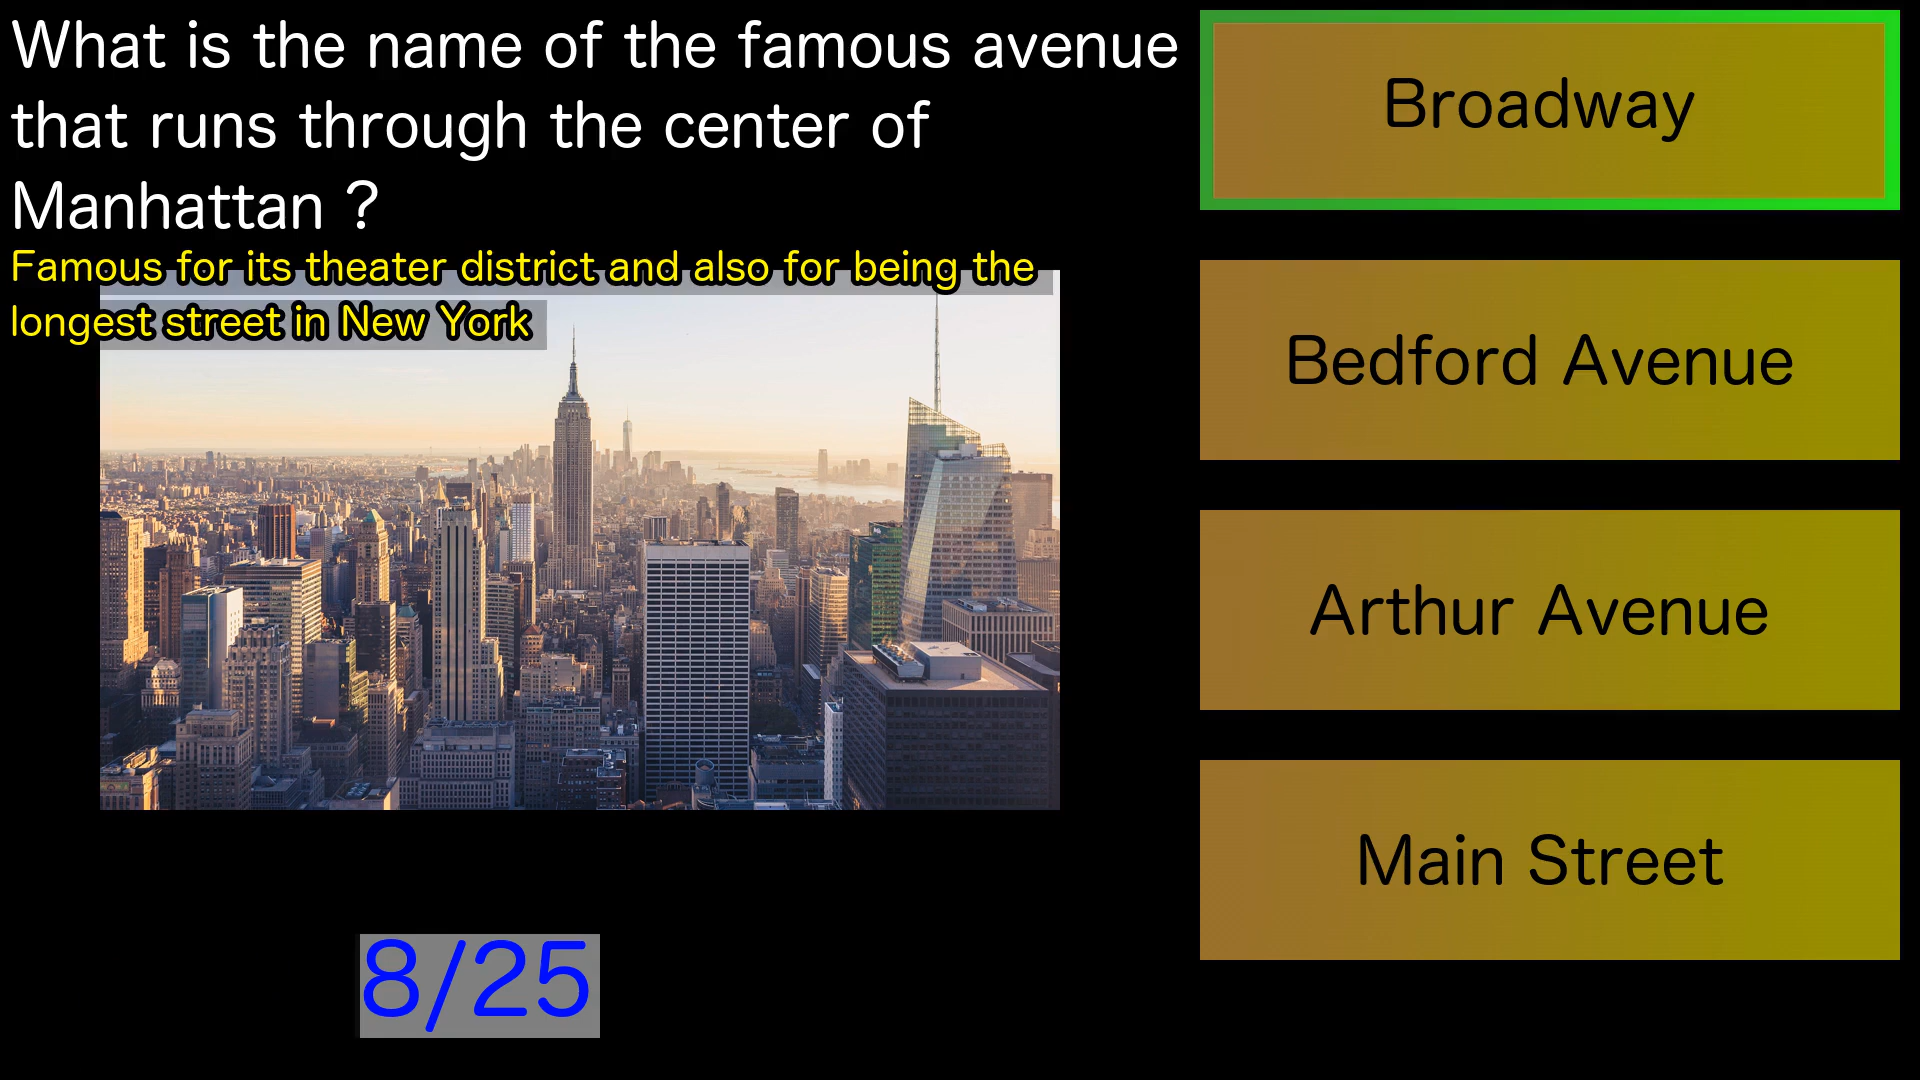 What is the name of the famous avenue
that runs through the center of
Manhattan ?
Famous for its theater district and also for being the
longest street in New York
Broadway
Bedford Avenue
Arthur Avenue
Main Street
8/25